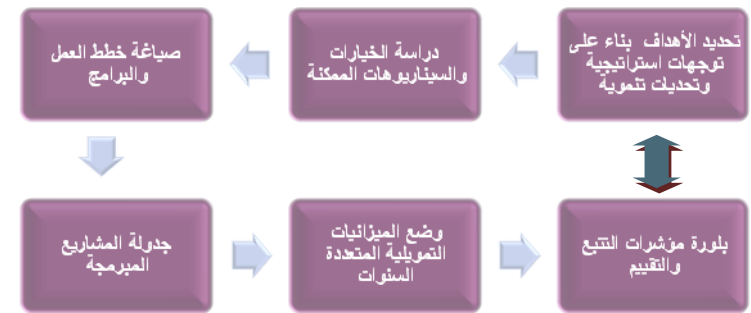 تحديد الأهداف بناء على
توجهات استراتيجية
وتحديات تنموية
دراسة الخيارات
والسيناريوهات الممكنة
صياغة خطط العمل
والبرامج
جدولة المشاريع
المبرمجة
وضع الميزانيات
التمويلية المتعددة
السنوات
بلورة مؤشرات التتبع
والتقييم